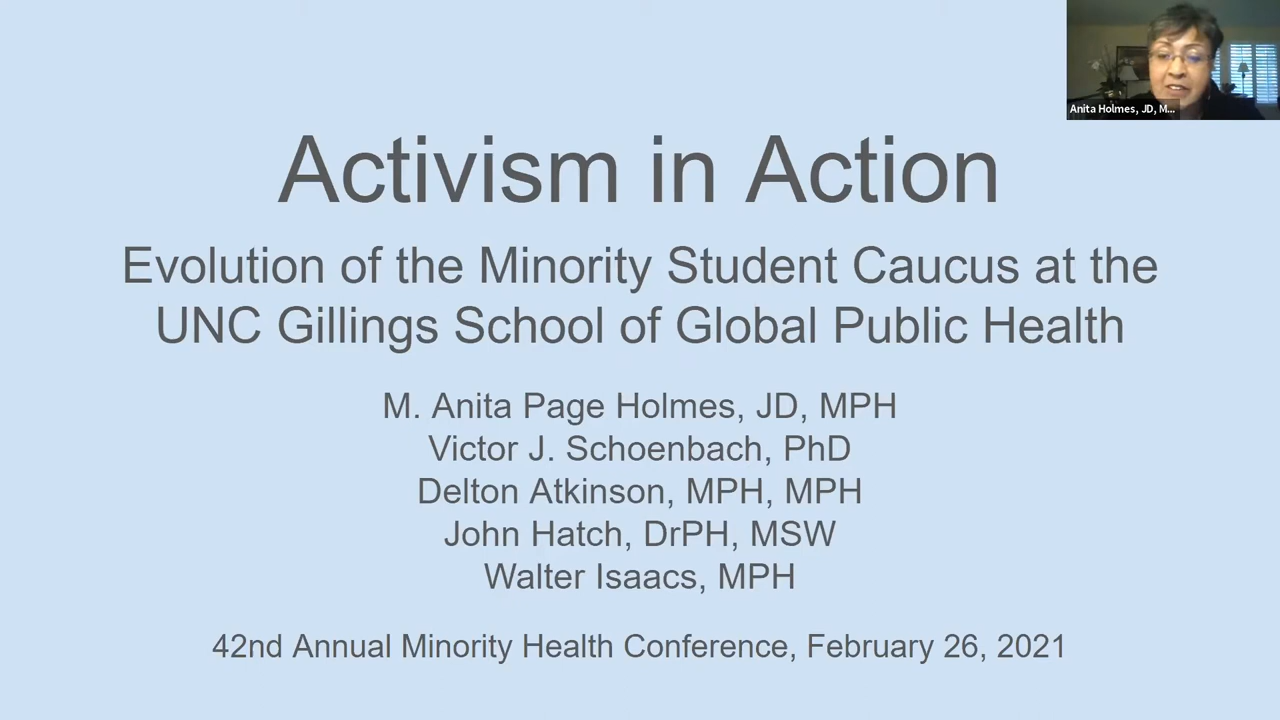 Anita Holmes, JD, M...
Activism in Action
Evolution of the Minority Student Caucus at the
UNC Gillings School of Global Public Health
M. Anita Page Holmes, JD, MPH
Victor J. Schoenbach, PhD
Delton Atkinson, MPH, MPH
John Hatch, DrPH, MSW
Walter Isaacs, MPH
42nd Annual Minority Health Conference, February 26, 2021